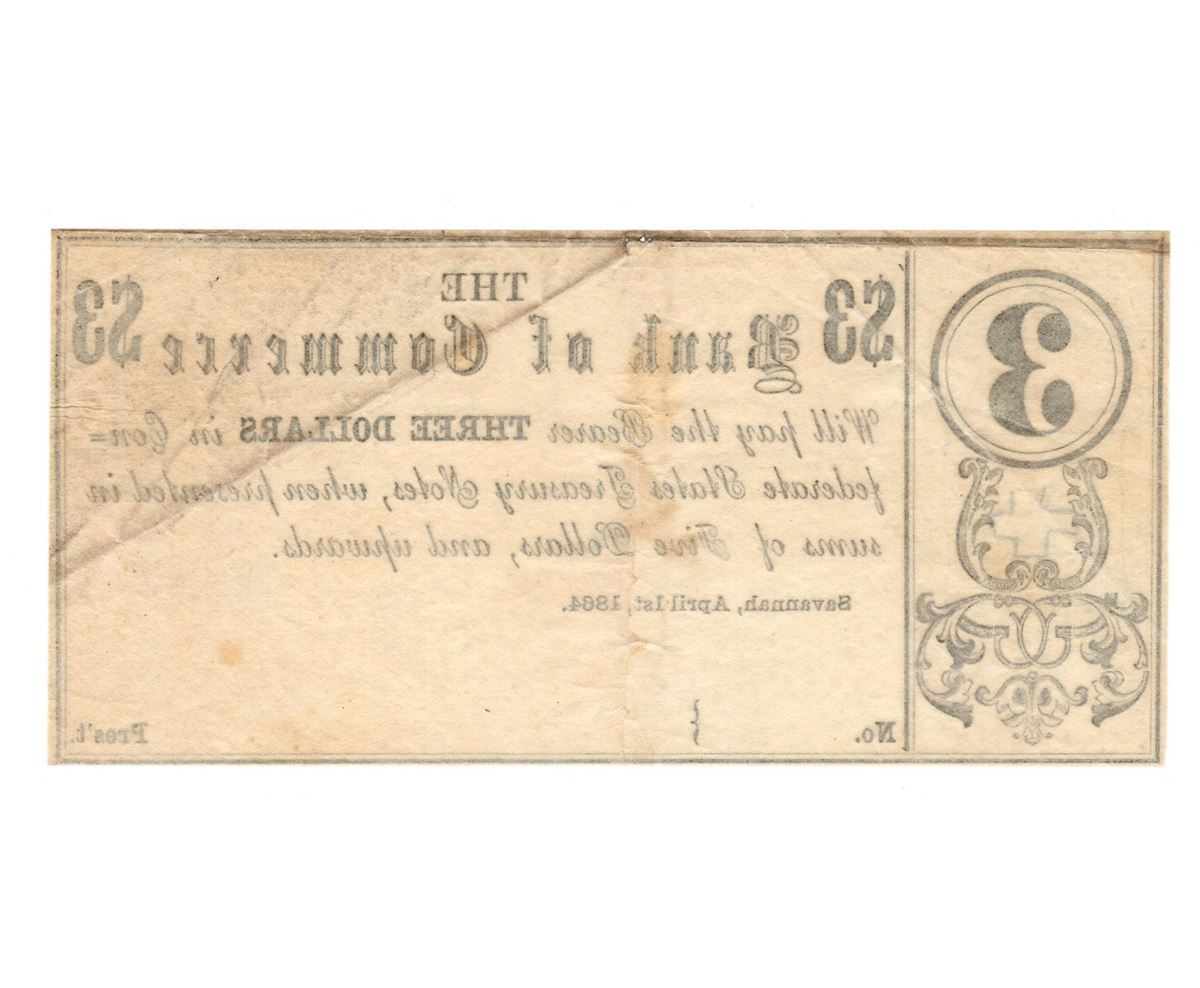 3
THE
$3 $3
Bank of Commerce
Will pay the Bearer THREE DOLLARS in Con=
federate States Treasury Notes, when presented in
sums of Five Dollars, and upwards.
Savannah, April 1st, 1864.
No. } Pres't.